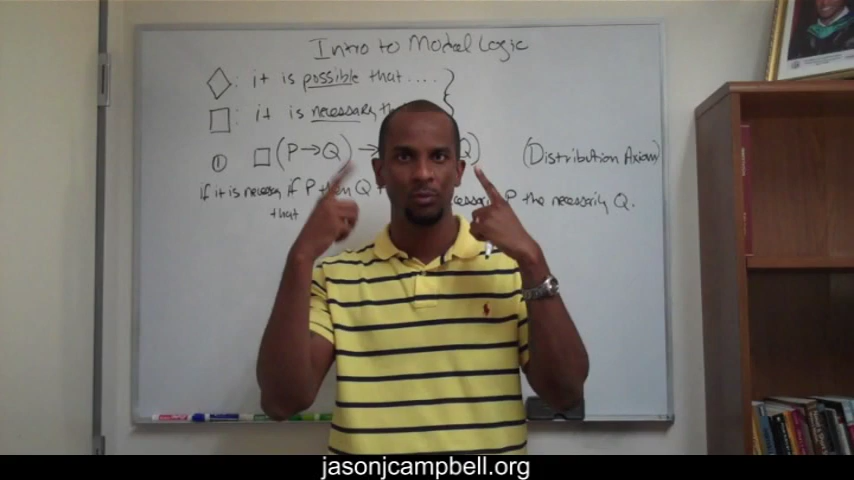 Intro to Modal Logic
◇: it is possible that....
□: it is necessary
① □(P→Q)→ Q) (Distribution Axiom)
If it is necessary if P then Q P the necessarily Q.
that
jasonjcampbell.org